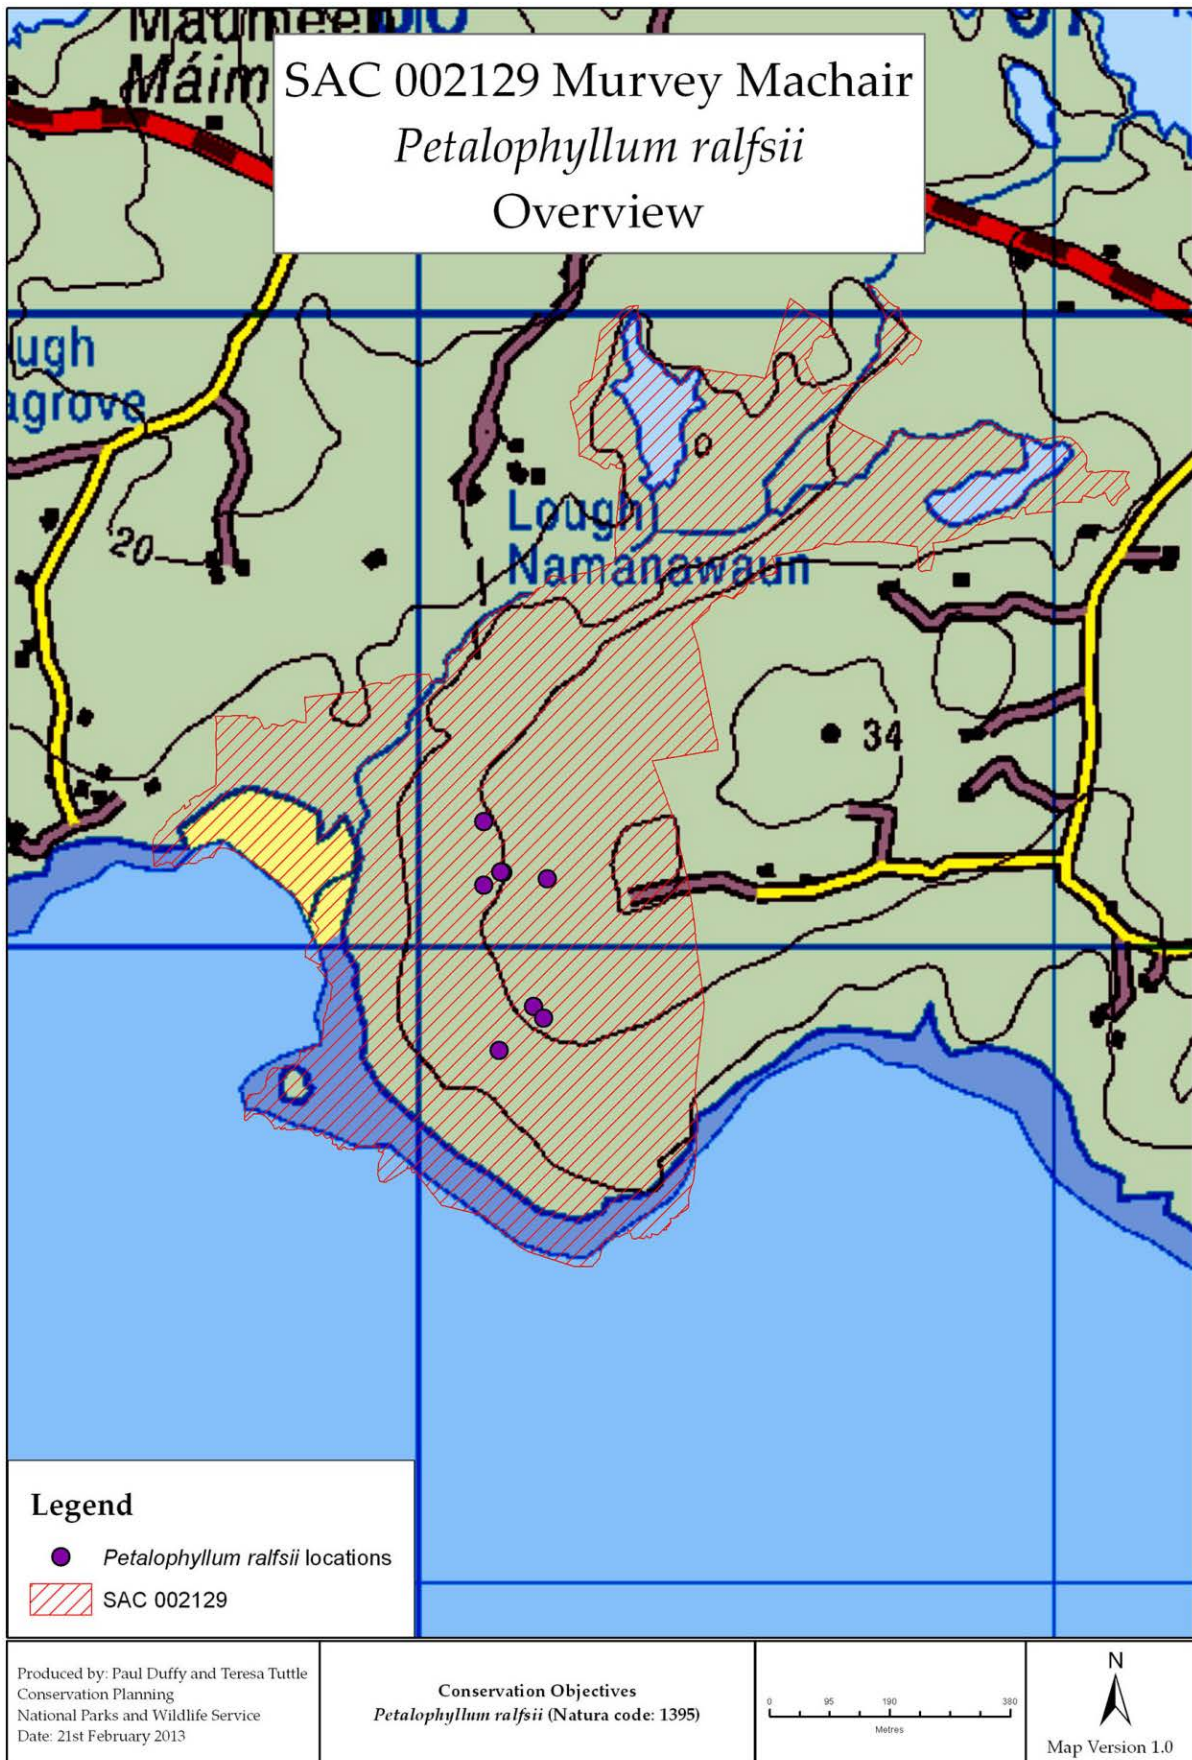 Maumeen
Máim
SAC 002129 Murvey Machair
Petalophyllum ralfsii
Overview
ugh
agrove
Lough
Namanawaun
20
34
Legend
Petalophyllum ralfsii locations
SAC 002129
Produced by: Paul Duffy and Teresa Tuttle
Conservation Planning
National Parks and Wildlife Service
Date: 21st February 2013
Conservation Objectives
Petalophyllum ralfsii (Natura code: 1395)
0 95 190 380
Metres
N
Map Version 1.0